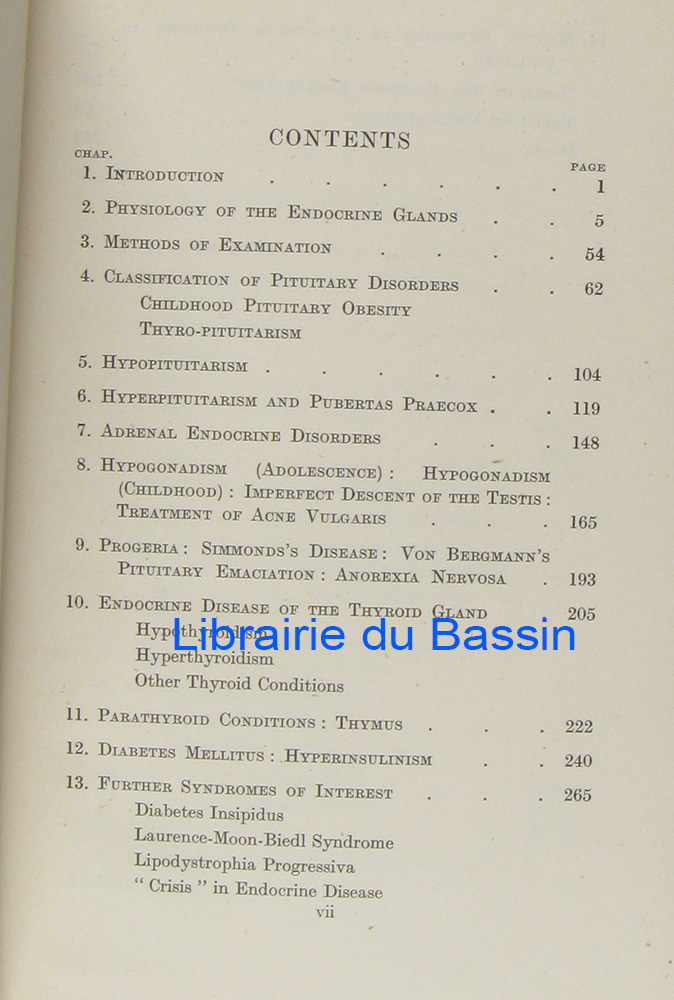 CONTENTS
CHAP.
PAGE
1. Introduction . . . . . . 1
2. Physiology of the Endocrine Glands . . 5
3. Methods of Examination . . . . 54
4. Classification of Pituitary Disorders . . 62
Childhood Pituitary Obesity
Thyro-pituitarism
5. Hypopituitarism . . . . . . 104
6. Hyperpituitarism and Pubertas Praecox . . 119
7. Adrenal Endocrine Disorders . . . 148
8. Hypogonadism (Adolescence) : Hypogonadism
(Childhood) : Imperfect Descent of the Testis :
Treatment of Acne Vulgaris . . . 165
9. Progeria : Simmonds's Disease : Von Bergmann's
Pituitary Emaciation : Anorexia Nervosa . 193
10. Endocrine Disease of the Thyroid Gland 205
Hypothyroidism
Librairie du Bassin
Hyperthyroidism
Other Thyroid Conditions
11. Parathyroid Conditions : Thymus . . . 222
12. Diabetes Mellitus : Hyperinsulinism . . 240
13. Further Syndromes of Interest . . . 265
Diabetes Insipidus
Laurence-Moon-Biedl Syndrome
Lipodystrophia Progressiva
“ Crisis ” in Endocrine Disease
vii